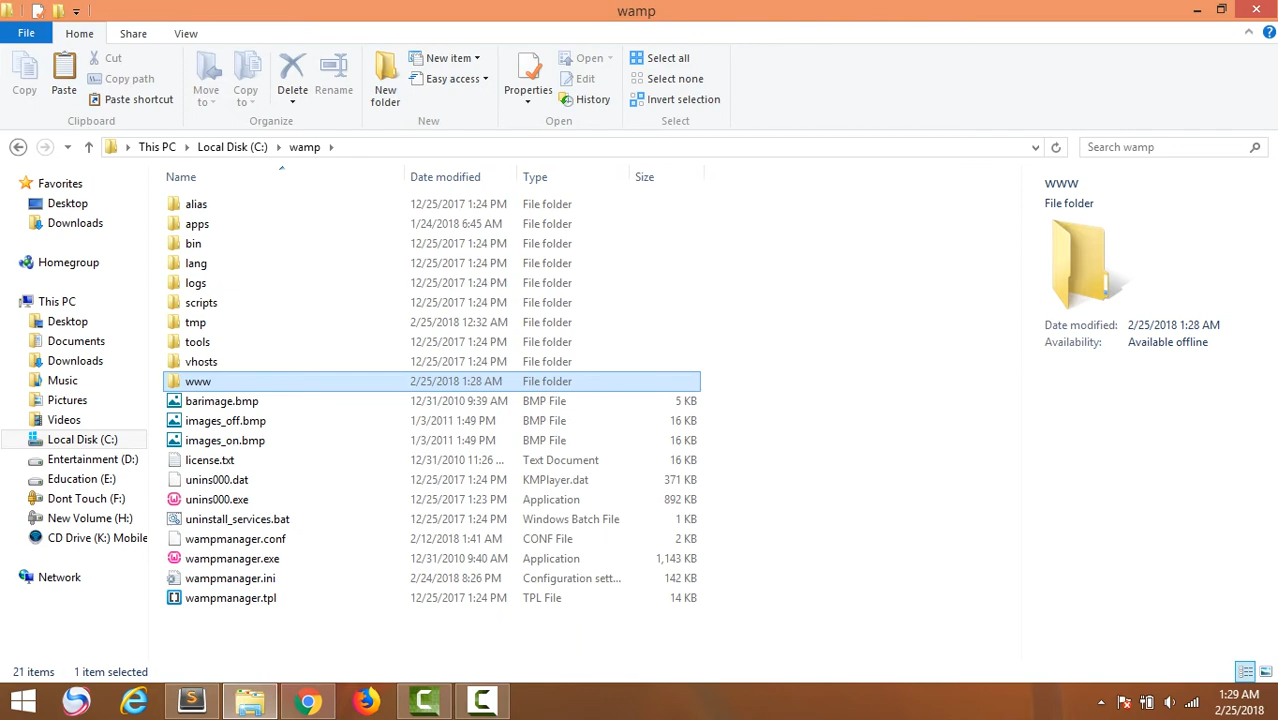 wamp
File
Home
Share
View
Copy
Paste
Cut
Copy path
Paste shortcut
Clipboard
Move to
Copy to
Delete
Rename
Organize
New folder
New item
Easy access
New
Properties
Open
Edit
History
Open
Select all
Select none
Invert selection
Select
This PC
Local Disk (C:)
wamp
Search wamp
Favorites
Desktop
Downloads
Homegroup
This PC
Desktop
Documents
Downloads
Music
Pictures
Videos
Local Disk (C:)
Entertainment (D:)
Education (E:)
Dont Touch (F:)
New Volume (H:)
CD Drive (K:) Mobile
Network
Name Date modified Type Size
alias 12/25/2017 1:24 PM File folder
apps 1/24/2018 6:45 AM File folder
bin 12/25/2017 1:24 PM File folder
lang 12/25/2017 1:24 PM File folder
logs 12/25/2017 1:24 PM File folder
scripts 12/25/2017 1:24 PM File folder
tmp 2/25/2018 12:32 AM File folder
tools 12/25/2017 1:24 PM File folder
vhosts 12/25/2017 1:24 PM File folder
www 2/25/2018 1:28 AM File folder
barimage.bmp 12/31/2010 9:39 AM BMP File 5 KB
images_off.bmp 1/3/2011 1:49 PM BMP File 16 KB
images_on.bmp 1/3/2011 1:49 PM BMP File 16 KB
license.txt 12/31/2010 11:26 ... Text Document 16 KB
unins000.dat 12/25/2017 1:24 PM KMPlayer.dat 371 KB
unins000.exe 12/25/2017 1:23 PM Application 892 KB
uninstall_services.bat 12/25/2017 1:24 PM Windows Batch File 1 KB
wampmanager.conf 2/12/2018 1:41 AM CONF File 2 KB
wampmanager.exe 12/31/2010 9:40 AM Application 1,143 KB
wampmanager.ini 2/24/2018 8:26 PM Configuration sett... 142 KB
wampmanager.tpl 12/25/2017 1:24 PM TPL File 14 KB
www
File folder
Date modified: 2/25/2018 1:28 AM
Availability: Available offline
21 items 1 item selected
1:29 AM
2/25/2018